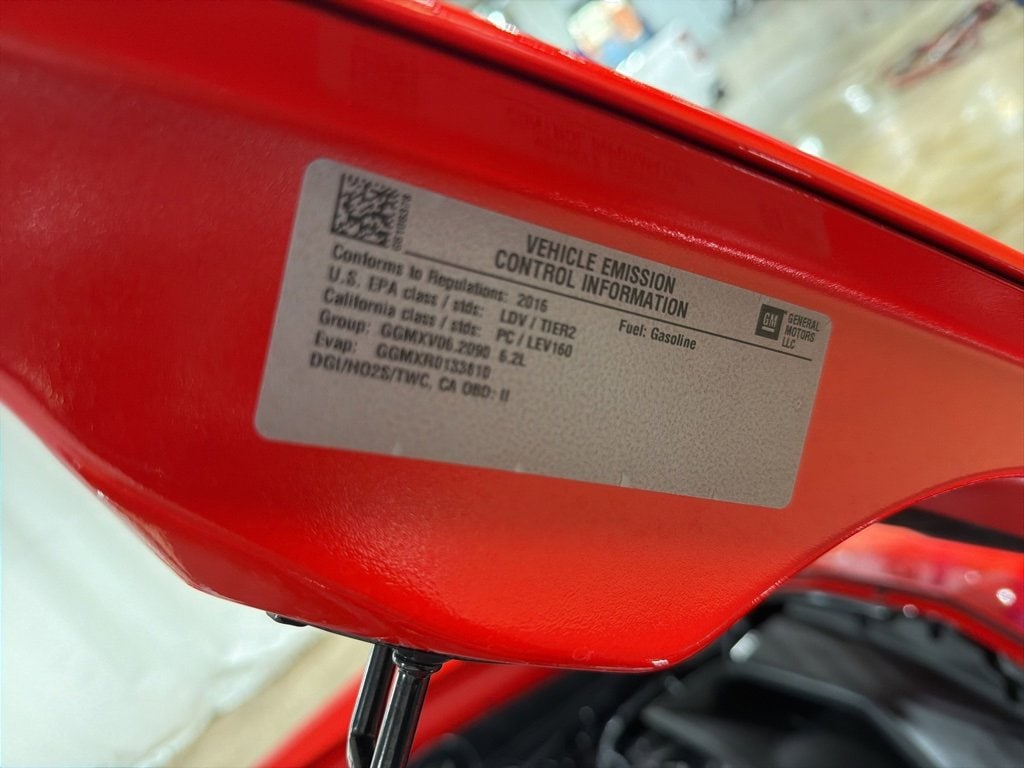 VEHICLE EMISSION
CONTROL INFORMATION
GM
GENERAL
MOTORS
LLC
Conforms to Regulations: 2016
Fuel: Gasoline
U.S. EPA class / stds: LDV / TIER2
California class / stds: PC / LEV160
Group: GGMXV06.2090 6.2L
Evap: GGMXR0133810
DGI/HO2S/TWC, CA OBD: II